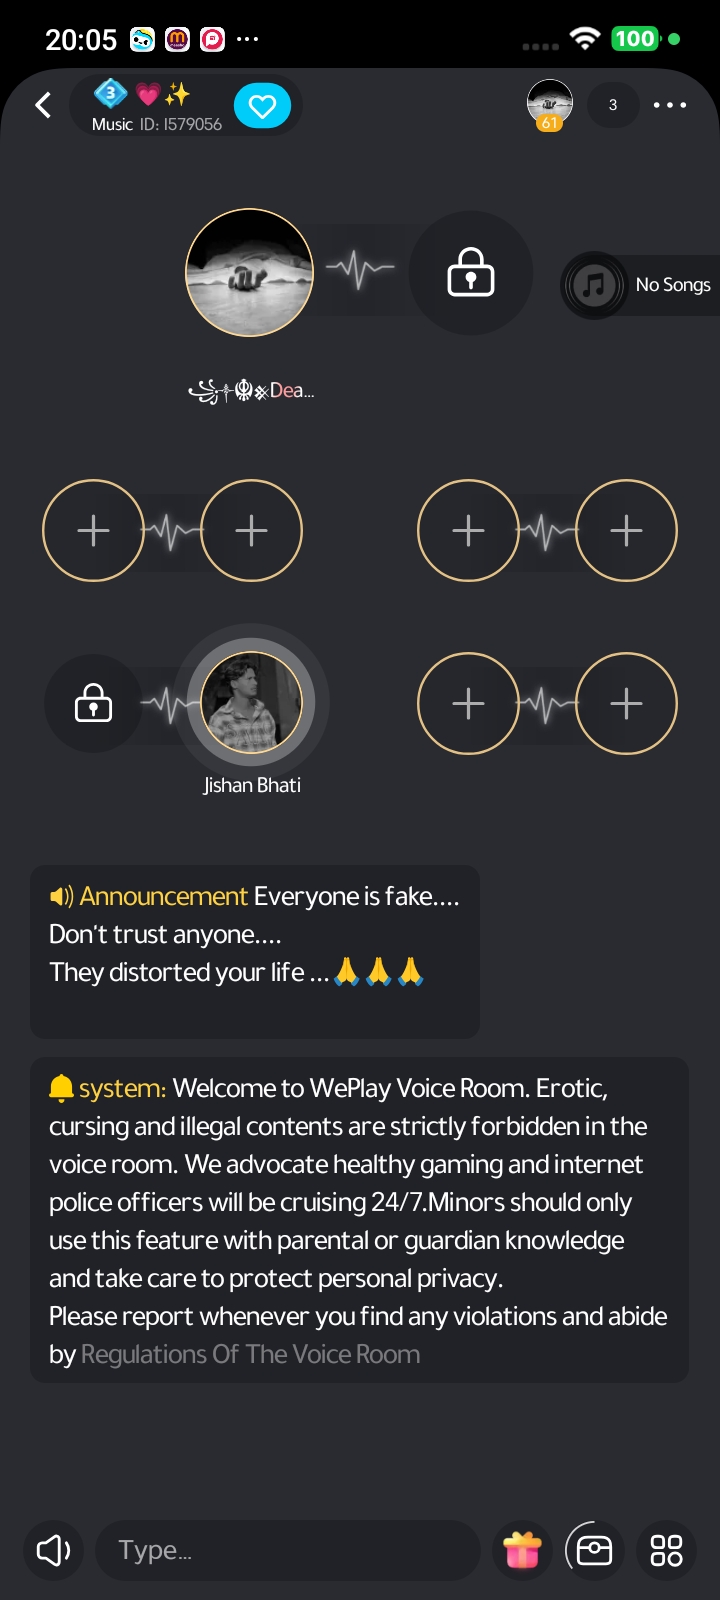 20:05
100
3
Music ID: I579056
61
3
No Songs
꧁༒☬𒆜Dea...
Jishan Bhati
Announcement Everyone is fake....
Don't trust anyone....
They distorted your life ...🙏🙏🙏
system: Welcome to WePlay Voice Room. Erotic,
cursing and illegal contents are strictly forbidden in the
voice room. We advocate healthy gaming and internet
police officers will be cruising 24/7.Minors should only
use this feature with parental or guardian knowledge
and take care to protect personal privacy.
Please report whenever you find any violations and abide
by Regulations Of The Voice Room
Type...